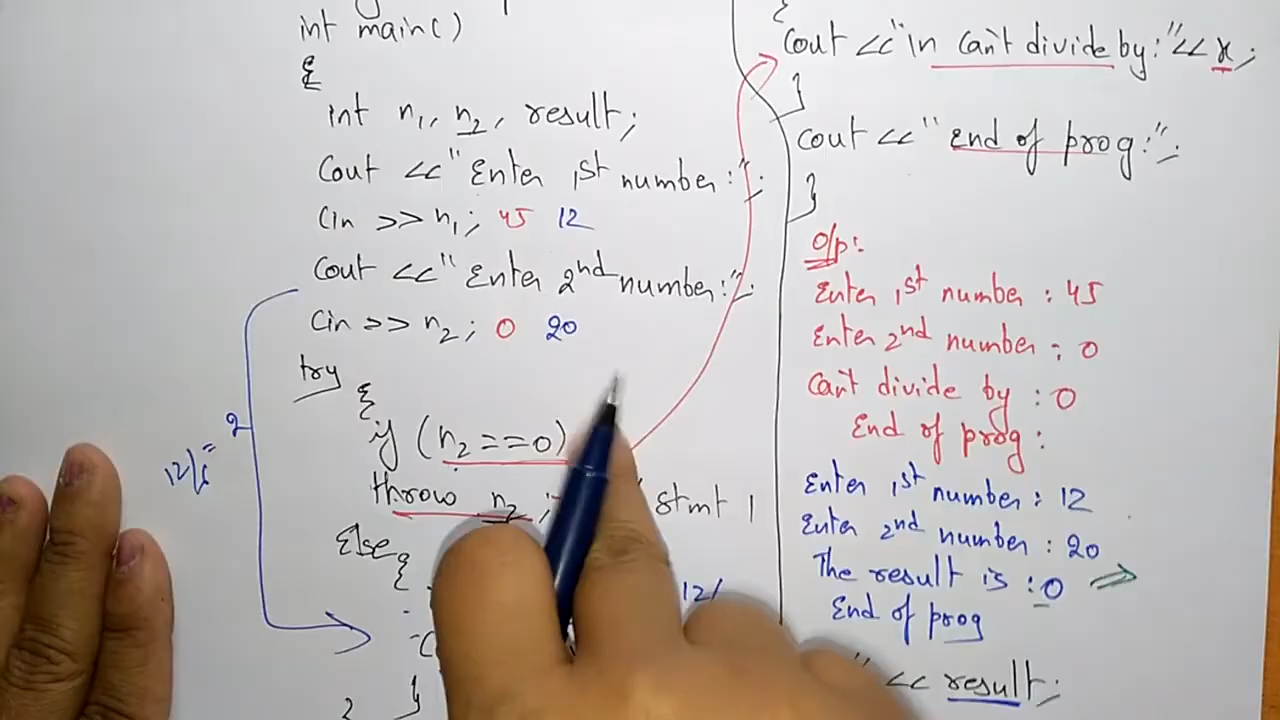 int main()
{
int n1, n2, result;
Cout <<"Enter 1st number:";
Cin >> n1; 45 12
Cout <<" Enter 2nd number:";
Cin >> n2; 0 20
try
{
if (n2==0)
throw n2; stmt 1
Else
{
12/
}
2
{
Cout <<"in Can't divide by:"<< x;
}
Cout <<" End of prog:";
}
O/p:
Enter 1st number : 45
Enter 2nd number : 0
Can't divide by : 0
End of prog:
Enter 1st number : 12
Enter 2nd number : 20
The result is : 0
End of prog
" << result;